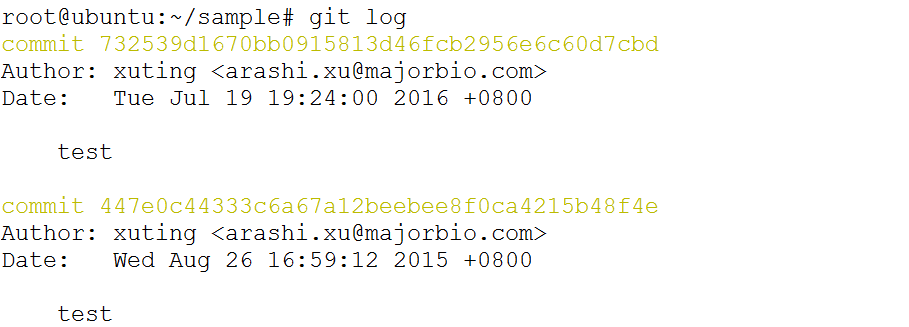 root@ubuntu:~/sample# git log
commit 732539d1670bb0915813d46fcb2956e6c60d7cbd
Author: xuting <arashi.xu@majorbio.com>
Date:   Tue Jul 19 19:24:00 2016 +0800
test
commit 447e0c44333c6a67a12beebee8f0ca4215b48f4e
Author: xuting <arashi.xu@majorbio.com>
Date:   Wed Aug 26 16:59:12 2015 +0800
test